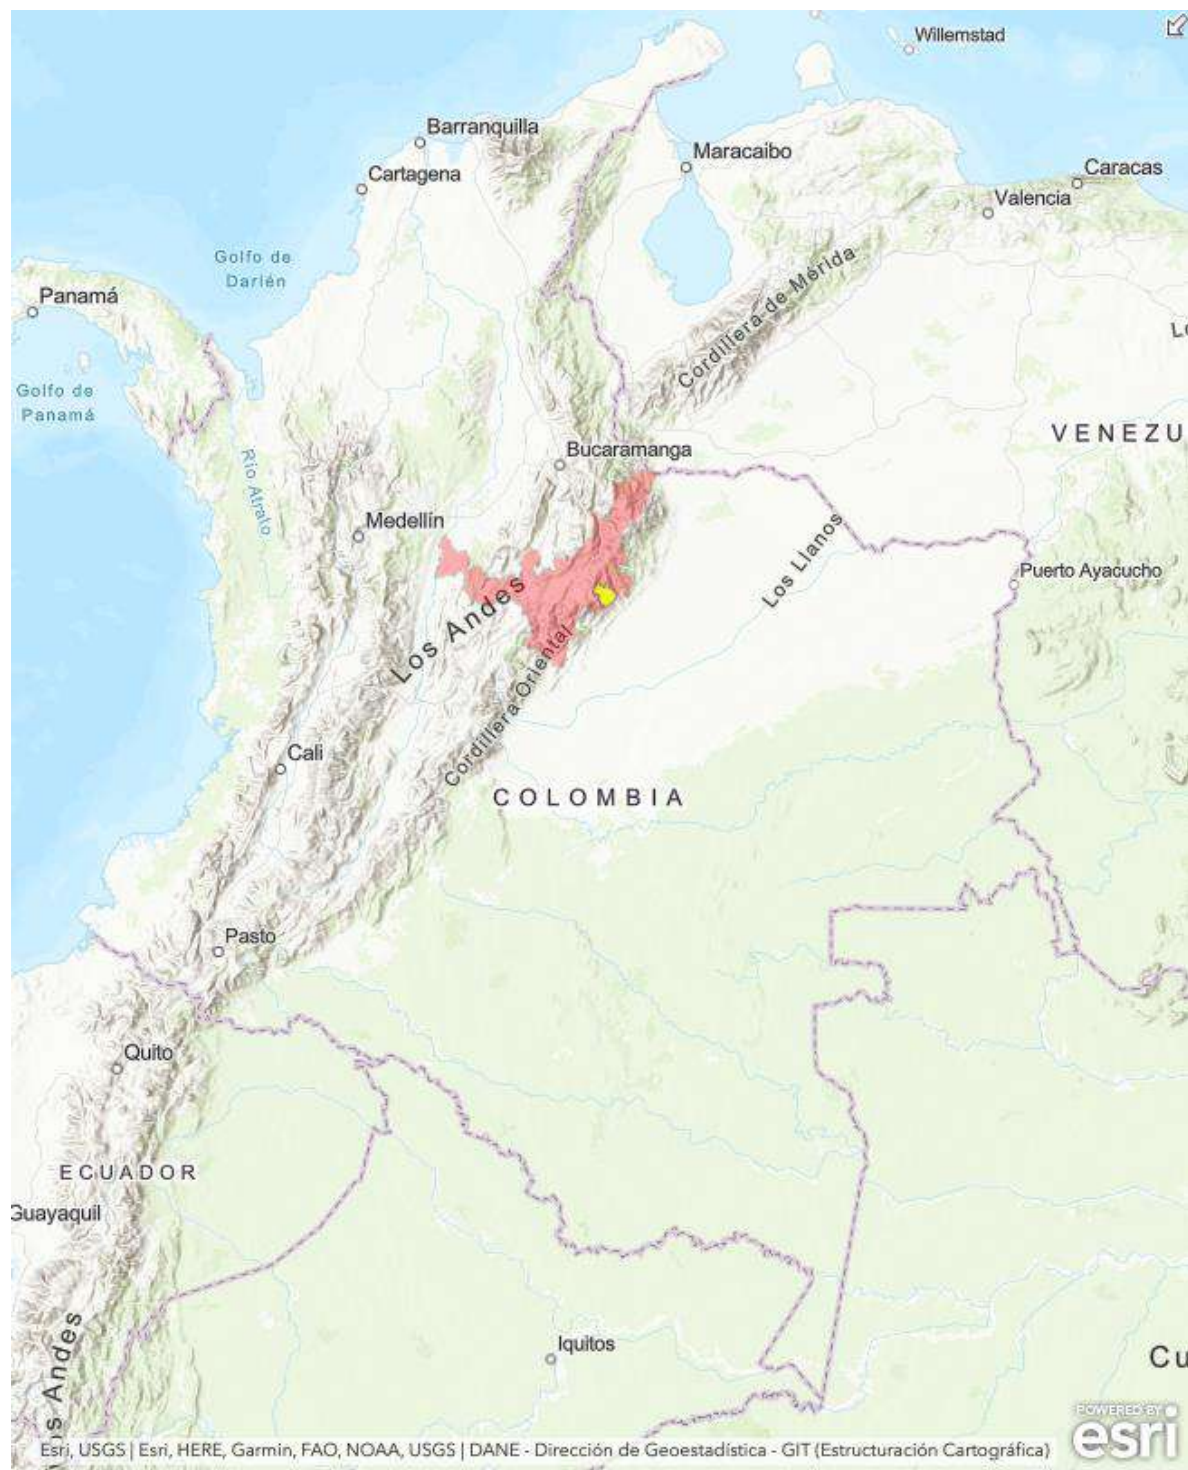 Willemstad
Barranquilla
Maracaibo
Cartagena
Caracas
Valencia
Golfo de
Darién
Cordillera de Mérida
Panamá
Golfo de
Panamá
VENEZU
Bucaramanga
Río Atrato
Medellín
Los Llanos
Puerto Ayacucho
Los Andes
Cordillera Oriental
Cali
COLOMBIA
Pasto
Quito
ECUADOR
Guayaquil
Iquitos
Cu
s Andes
POWERED BY
esri
Esri, USGS | Esri, HERE, Garmin, FAO, NOAA, USGS | DANE - Dirección de Geoestadística - GIT (Estructuración Cartográfica)